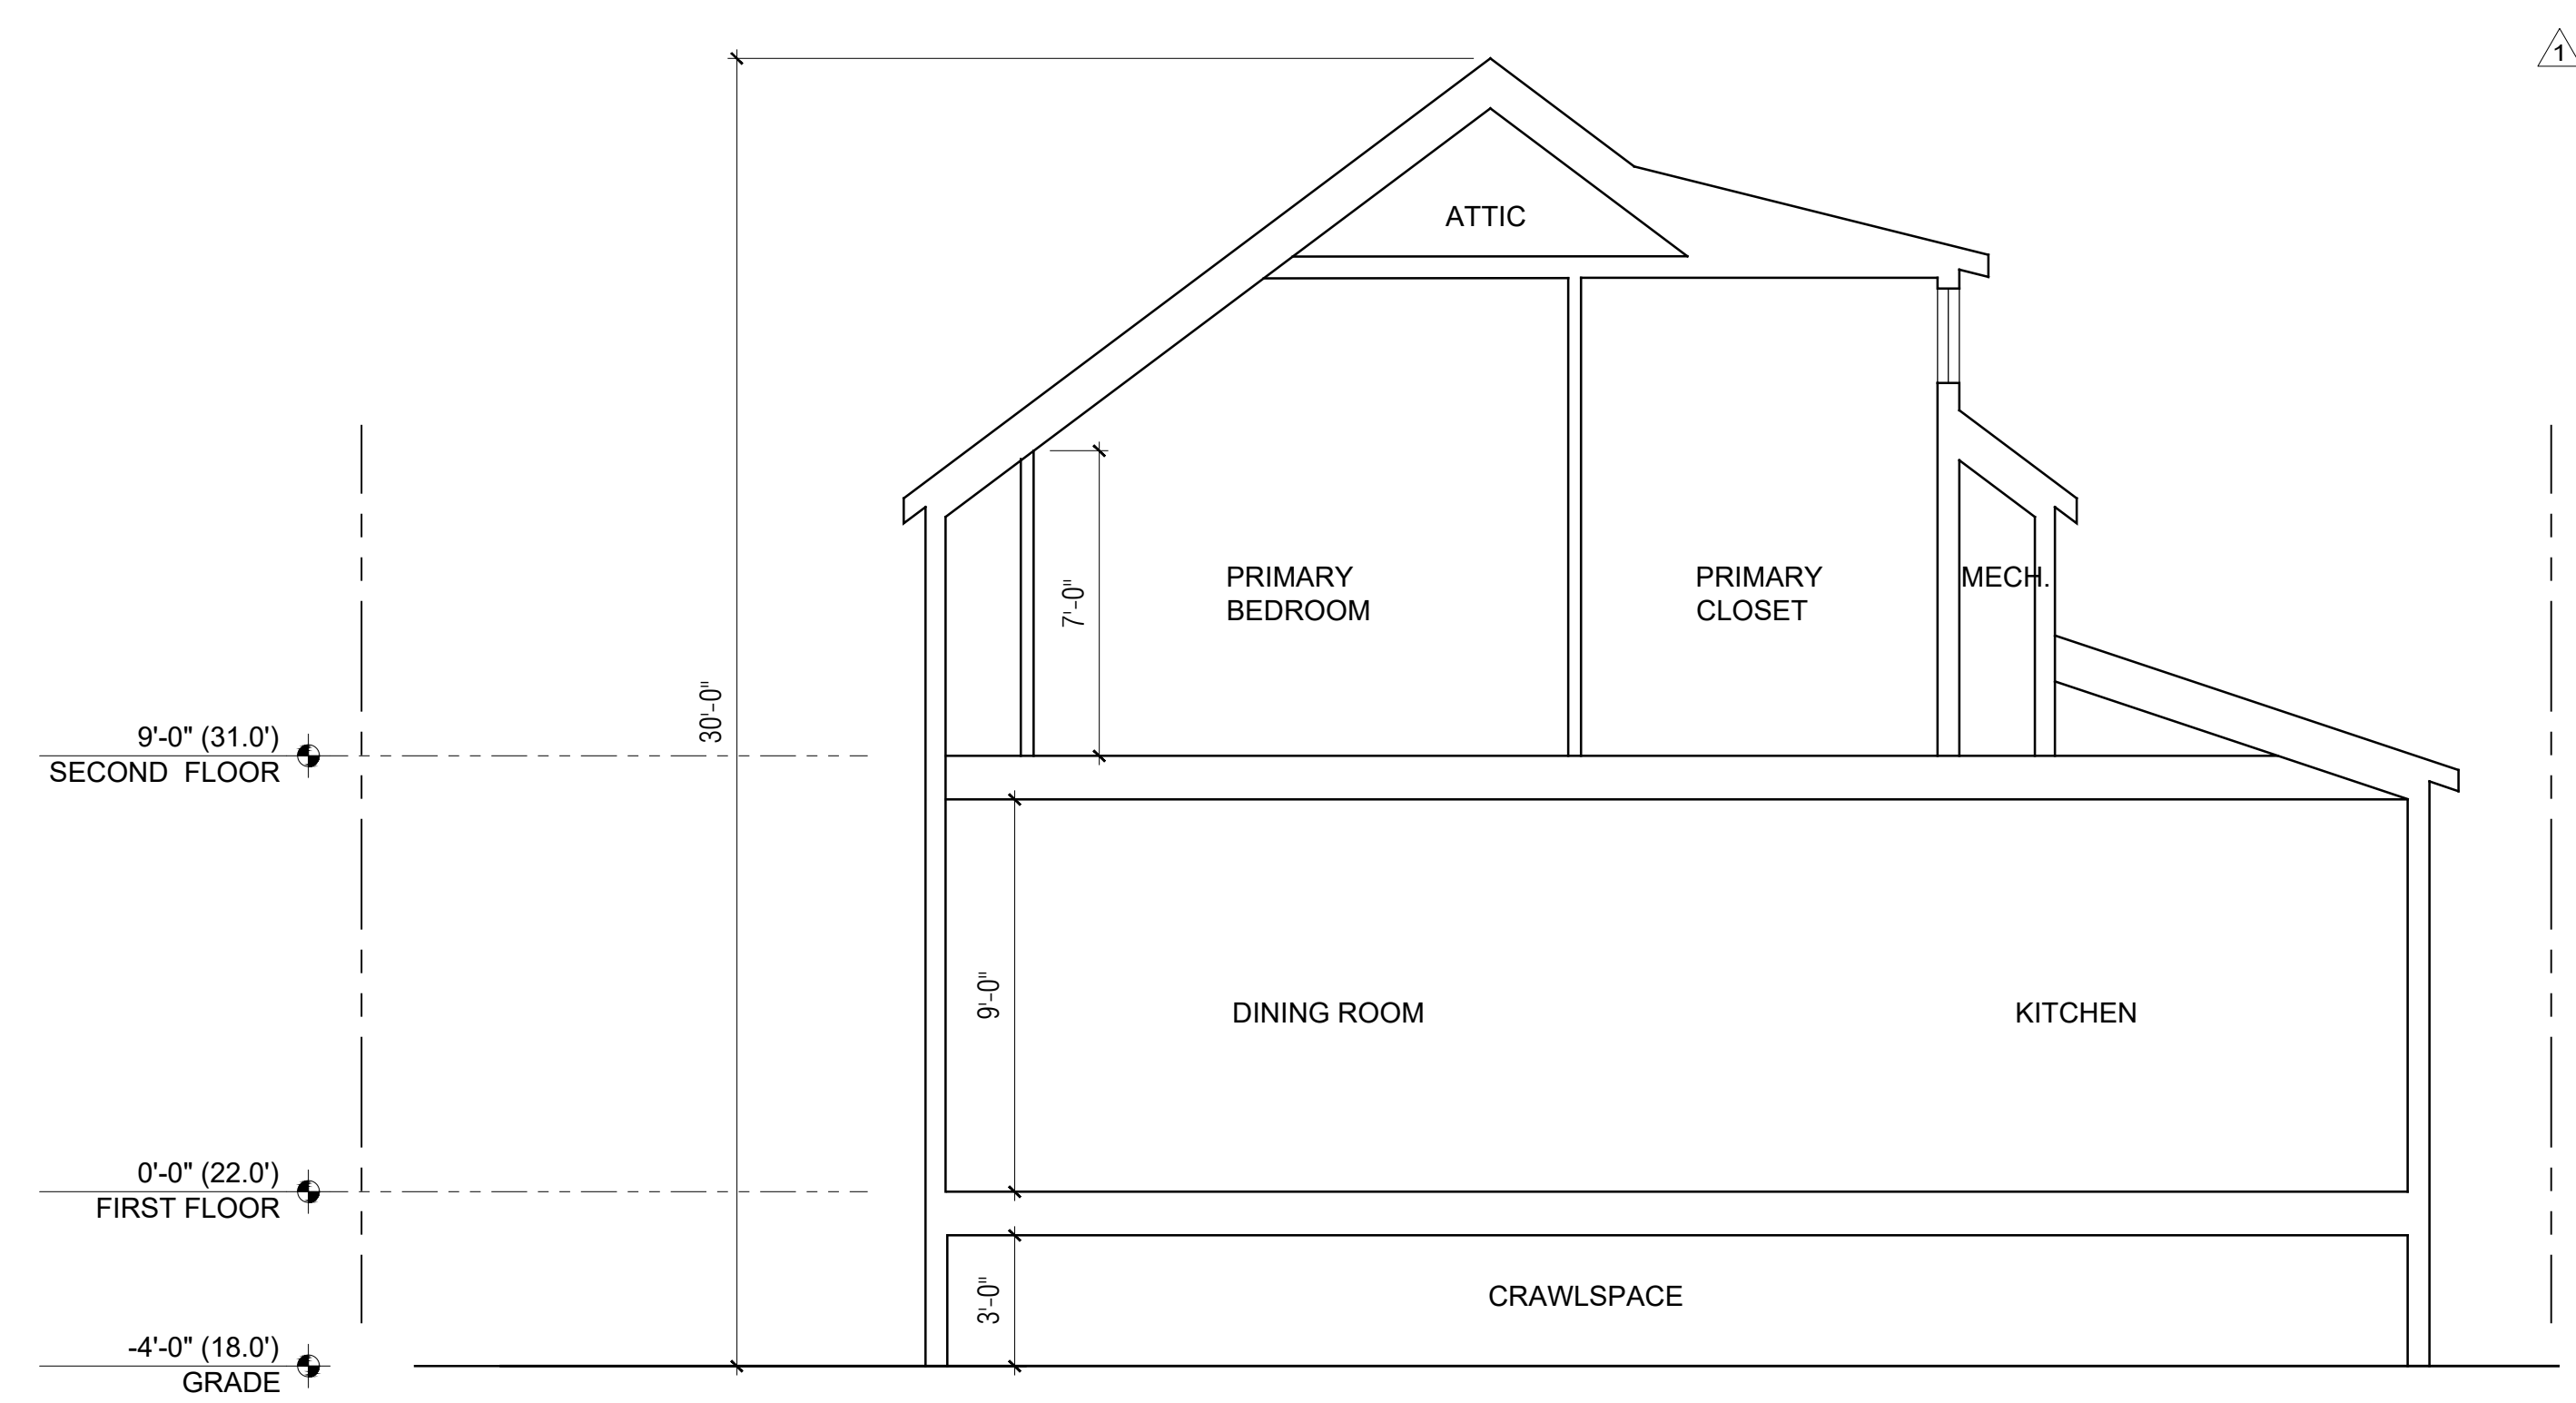 1
ATTIC
PRIMARY
BEDROOM
PRIMARY
CLOSET
MECH.
7'-0"
30'-0"
9'-0" (31.0')
SECOND  FLOOR
9'-0"
DINING ROOM
KITCHEN
0'-0" (22.0')
FIRST FLOOR
3'-0"
CRAWLSPACE
-4'-0" (18.0')
GRADE